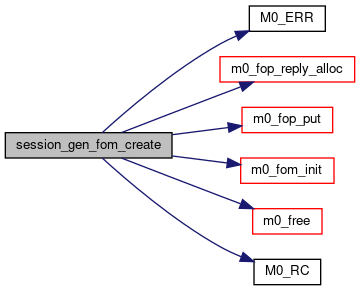 M0_ERR
m0_fop_reply_alloc
m0_fop_put
session_gen_fom_create
m0_fom_init
m0_free
M0_RC